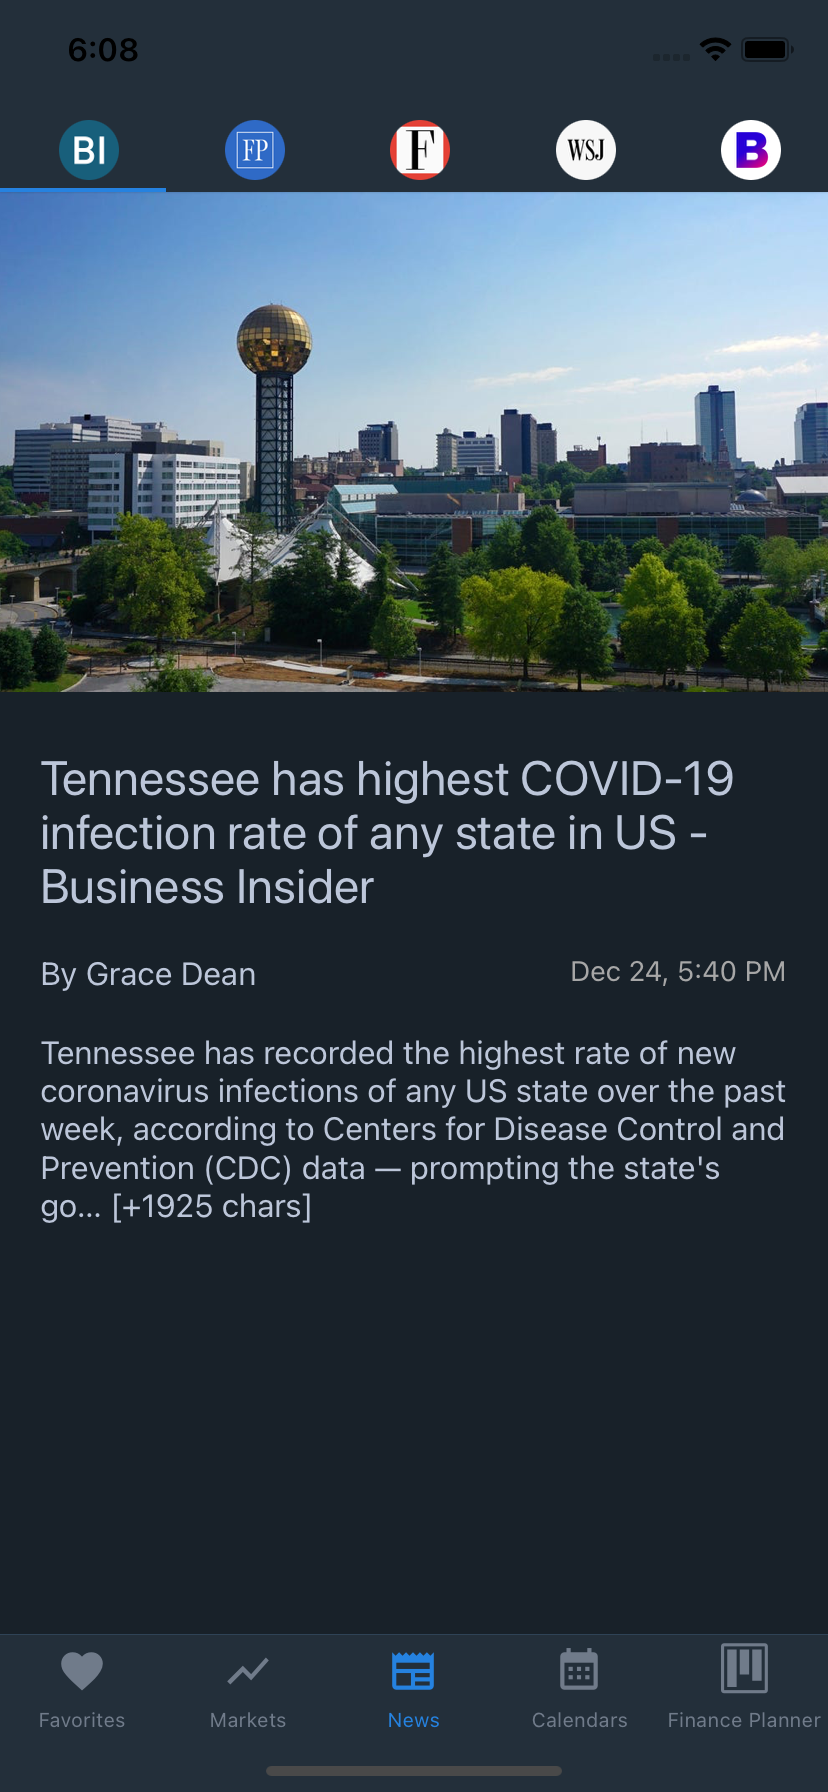 6:08
BI
FP
F
WSJ
B
Tennessee has highest COVID-19
infection rate of any state in US -
Business Insider
By Grace Dean
Dec 24, 5:40 PM
Tennessee has recorded the highest rate of new
coronavirus infections of any US state over the past
week, according to Centers for Disease Control and
Prevention (CDC) data — prompting the state's
go... [+1925 chars]
Favorites
Markets
News
Calendars
Finance Planner